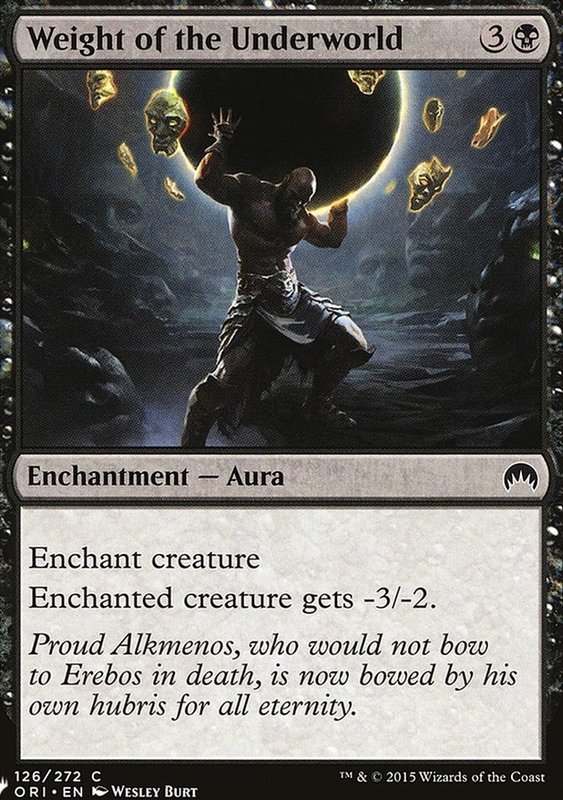 Weight of the Underworld 3
Enchantment — Aura
Enchant creature
Enchanted creature gets -3/-2.
Proud Alkmenos, who would not bow
to Erebos in death, is now bowed by his
own hubris for all eternity.
126/272 C
ORI • EN Wesley Burt
™ & © 2015 Wizards of the Coast